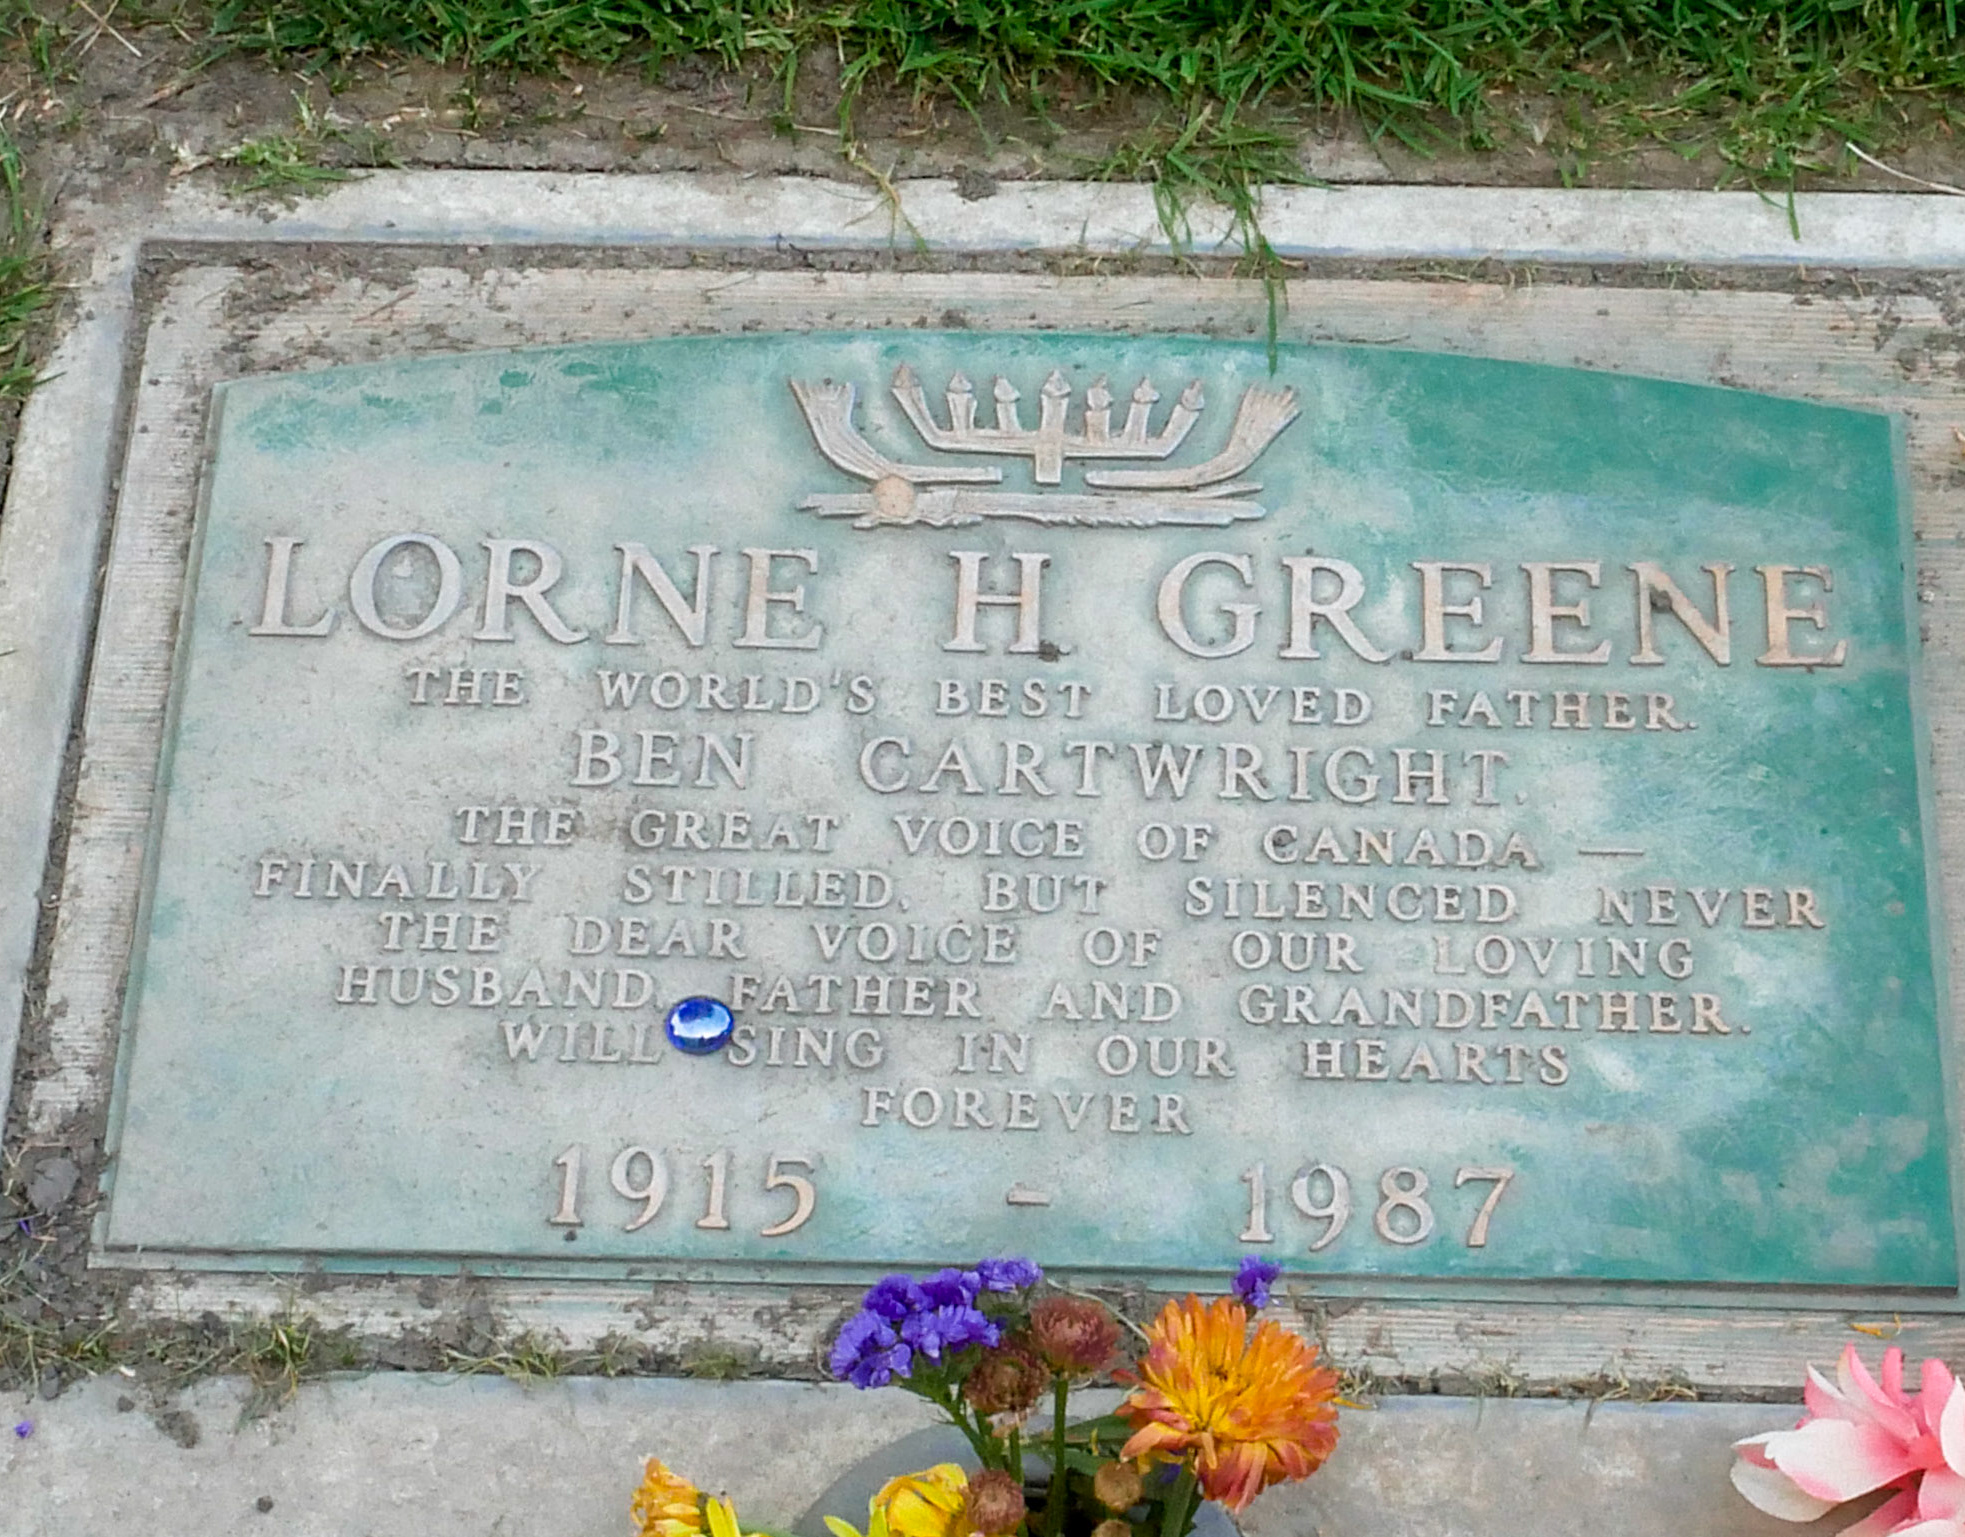 LORNE H. GREENE
THE WORLD'S BEST LOVED FATHER.
BEN CARTWRIGHT.
THE GREAT VOICE OF CANADA —
FINALLY STILLED, BUT SILENCED NEVER
THE DEAR VOICE OF OUR LOVING
HUSBAND, FATHER AND GRANDFATHER.
WILL SING IN OUR HEARTS
FOREVER
1915 - 1987